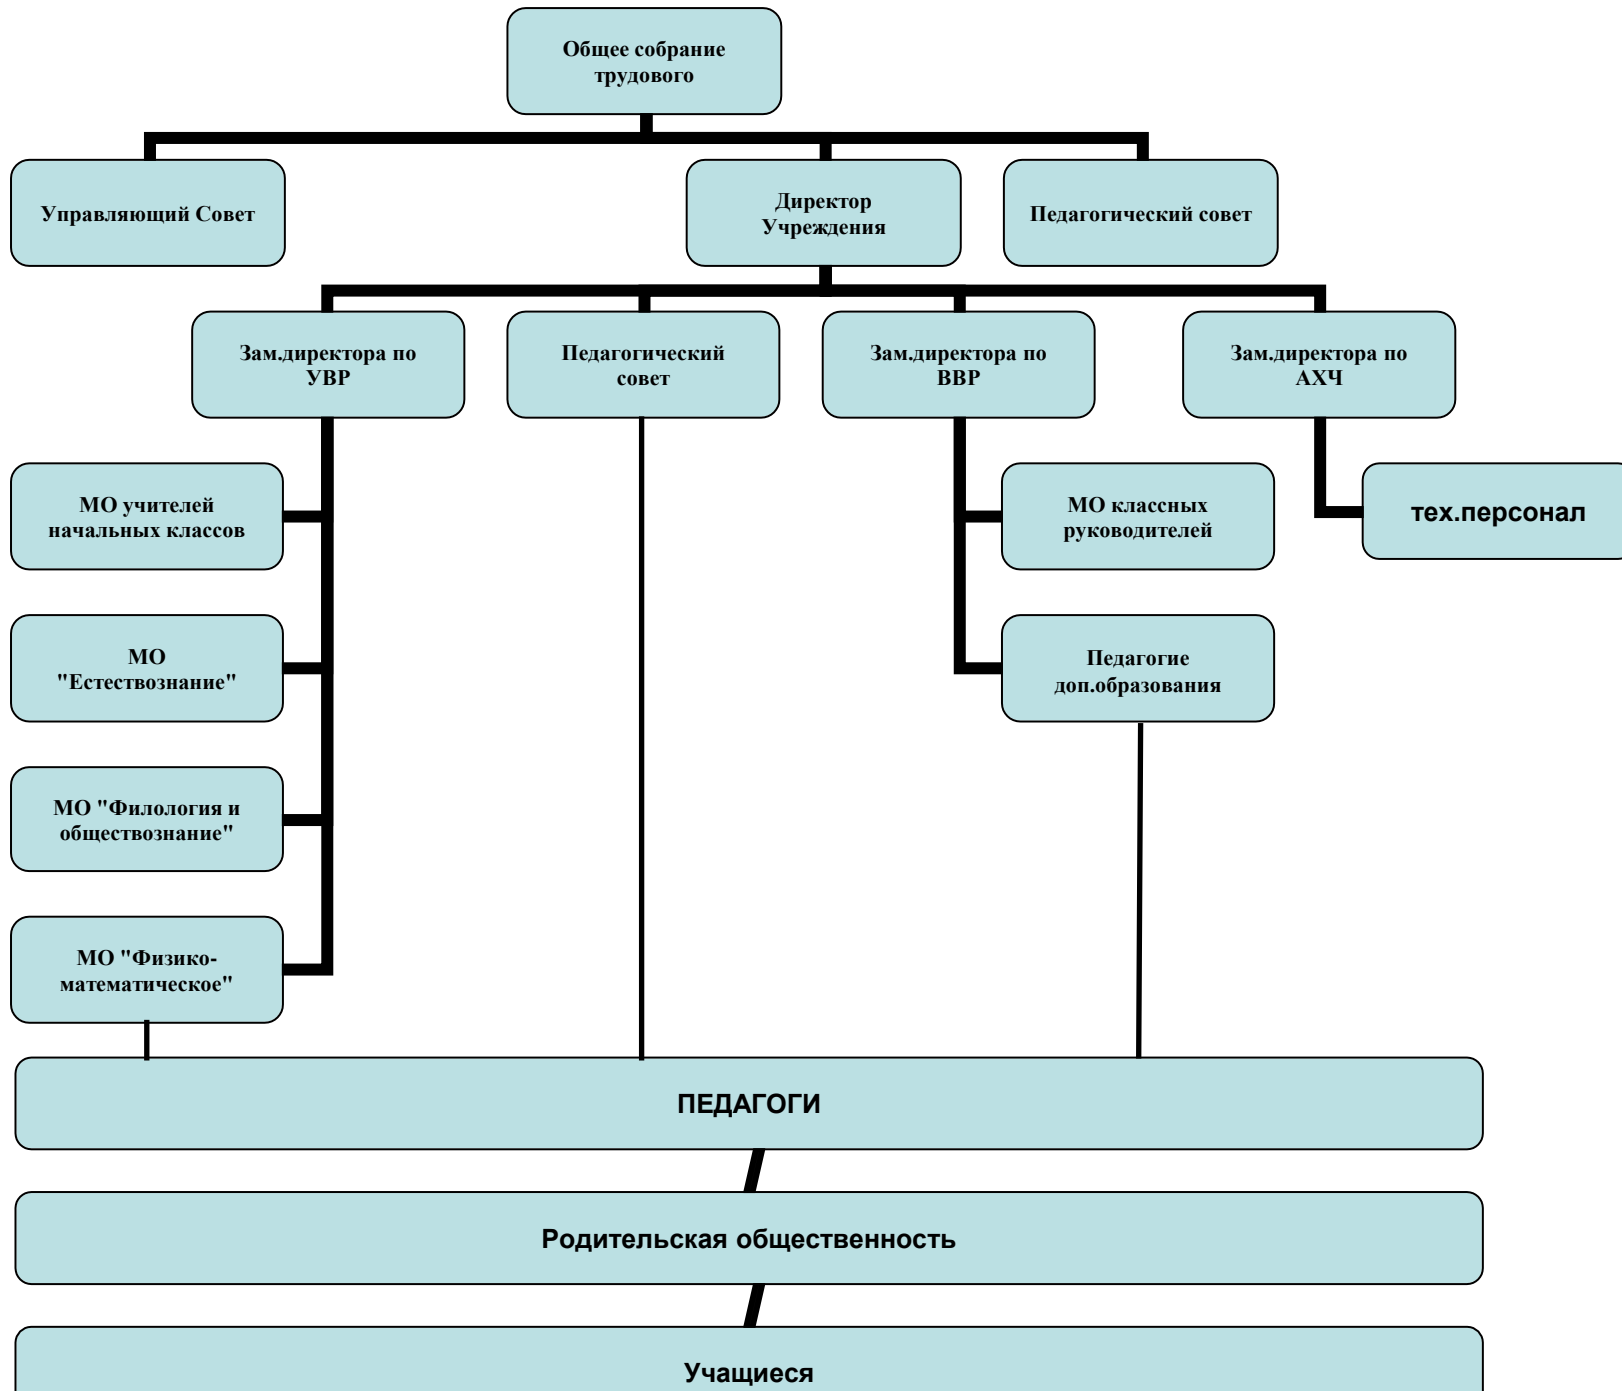 Общее собрание
трудового
Управляющий Совет
Директор
Учреждения
Педагогический совет
Зам.директора по
УВР
Педагогический
совет
Зам.директора по
ВВР
Зам.директора по
АХЧ
МО учителей
начальных классов
МО классных
руководителей
тех.персонал
МО
"Естествознание"
Педагогие
доп.образования
МО "Филология и
обществознание"
МО "Физико-
математическое"
ПЕДАГОГИ
Родительская общественность
Учащиеся